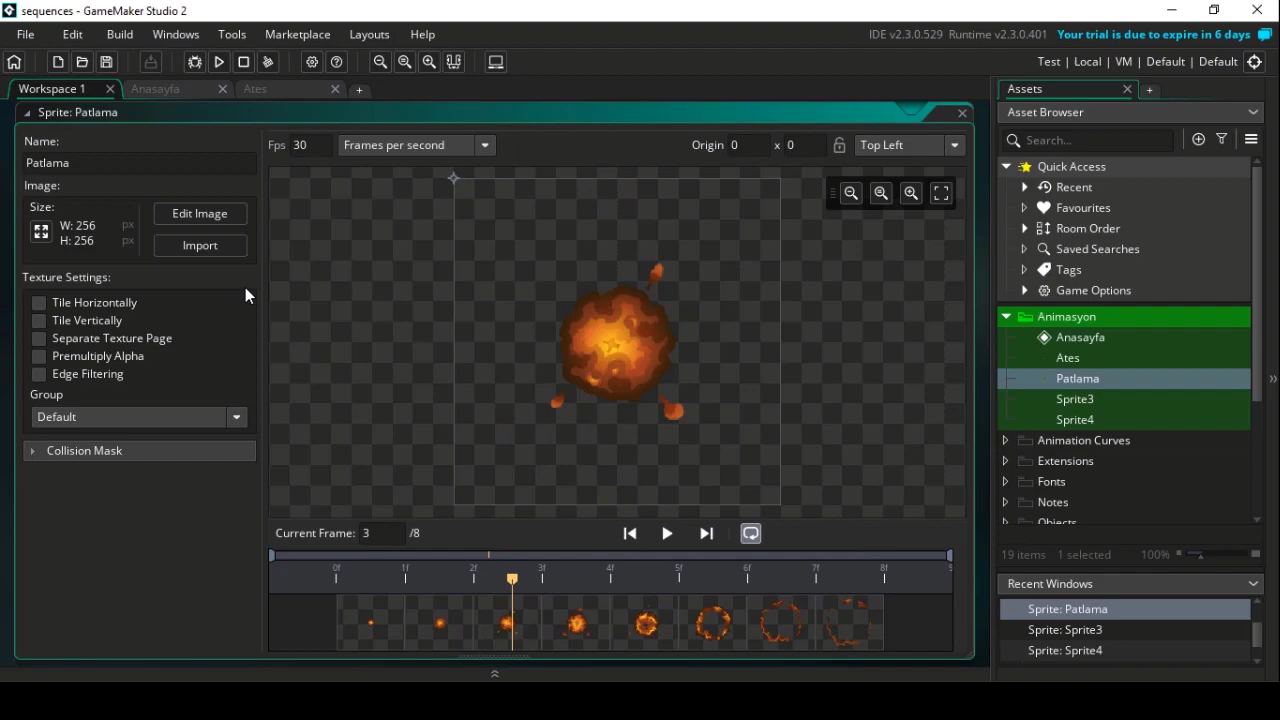 sequences - GameMaker Studio 2
File Edit Build Windows Tools Marketplace Layouts Help
IDE v2.3.0.529 Runtime v2.3.0.401 Your trial is due to expire in 6 days
Test | Local | VM | Default | Default
Workspace 1 Anasayfa Ates
Sprite: Patlama
Name:
Patlama
Image:
Size:
W: 256 px
H: 256 px
Edit Image
Import
Texture Settings:
Tile Horizontally
Tile Vertically
Separate Texture Page
Premultiply Alpha
Edge Filtering
Group
Default
Collision Mask
Fps 30 Frames per second
Origin 0 x 0 Top Left
Current Frame: 3 /8
0f 1f 2f 3f 4f 5f 6f 7f 8f 9
Assets
Asset Browser
Search...
Quick Access
Recent
Favourites
Room Order
Saved Searches
Tags
Game Options
Animasyon
Anasayfa
Ates
Patlama
Sprite3
Sprite4
Animation Curves
Extensions
Fonts
Notes
Objects
19 items 1 selected 100%
Recent Windows
Sprite: Patlama
Sprite: Sprite3
Sprite: Sprite4